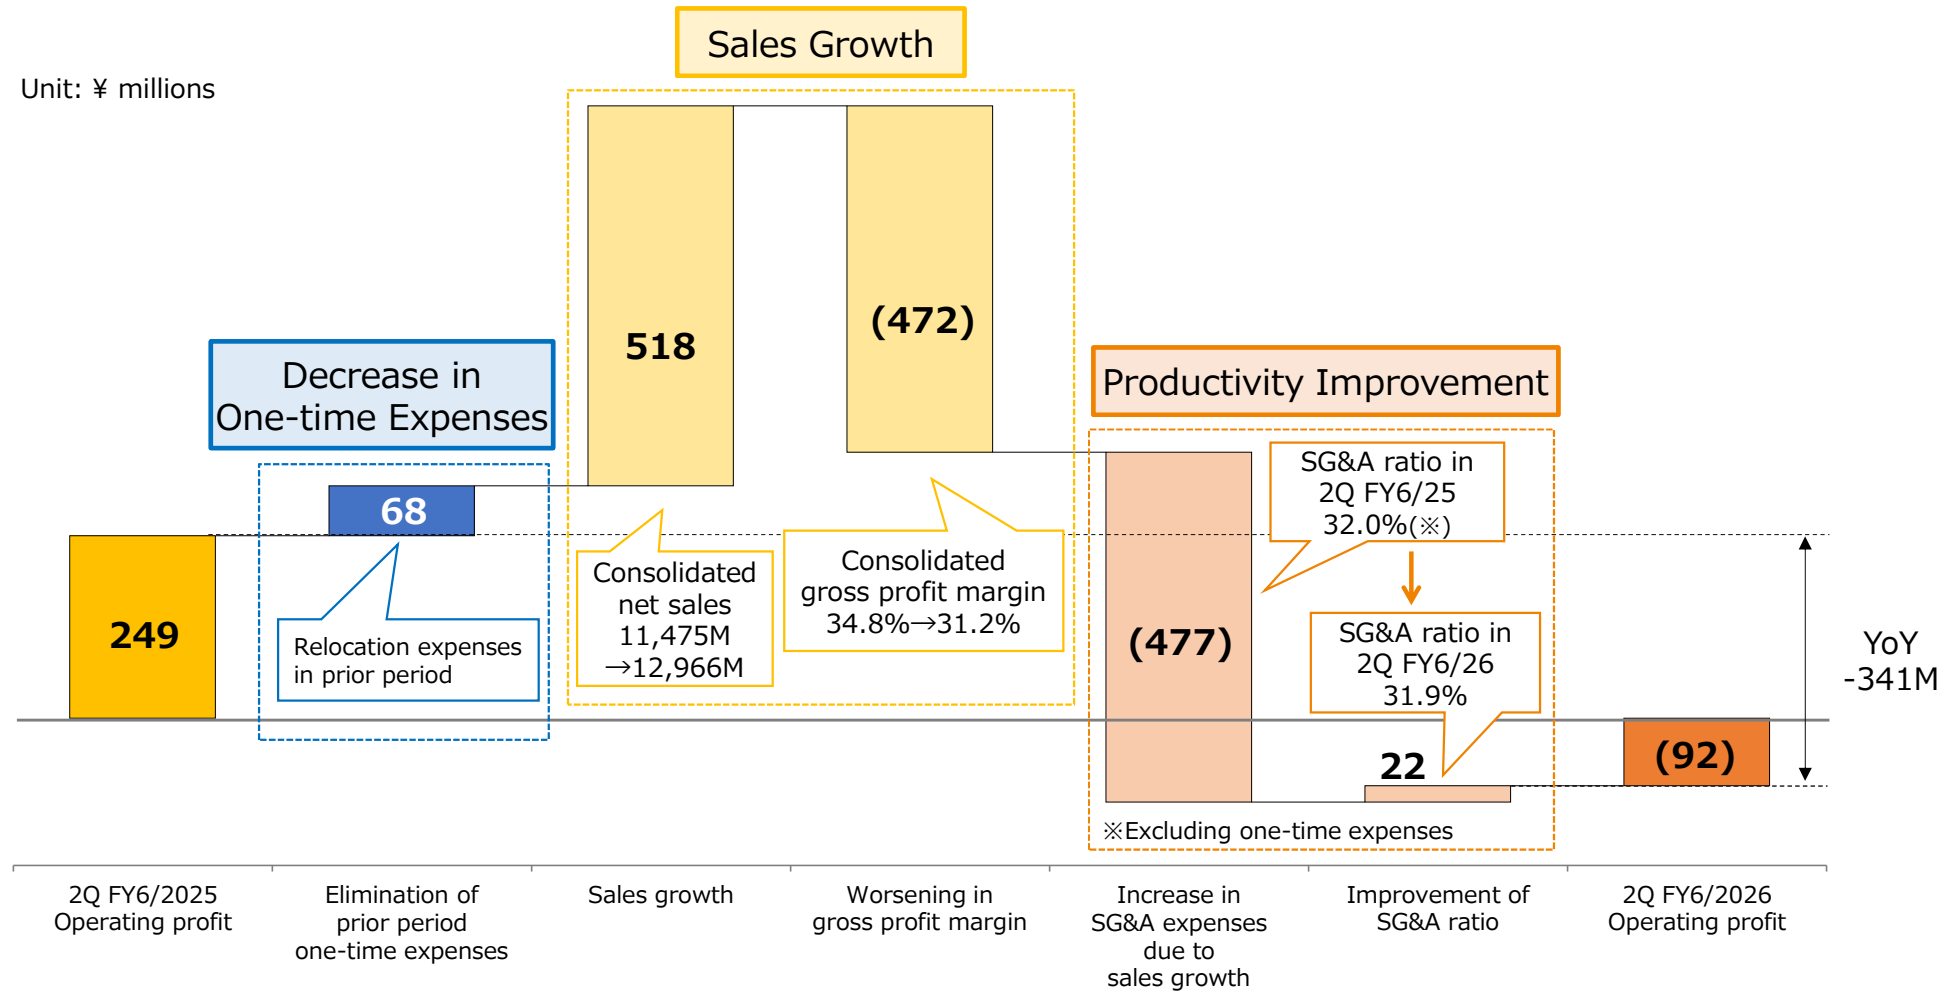 Sales Growth
Unit: ¥ millions
518
(472)
Decrease in
One-time Expenses
Productivity Improvement
68
SG&A ratio in
2Q FY6/25
32.0%(※)
249
Relocation expenses
in prior period
Consolidated
net sales
11,475M
→12,966M
Consolidated
gross profit margin
34.8%→31.2%
(477)
SG&A ratio in
2Q FY6/26
31.9%
YoY
-341M
22
(92)
※Excluding one-time expenses
2Q FY6/2025
Operating profit
Elimination of
prior period
one-time expenses
Sales growth
Worsening in
gross profit margin
Increase in
SG&A expenses
due to
sales growth
Improvement of
SG&A ratio
2Q FY6/2026
Operating profit